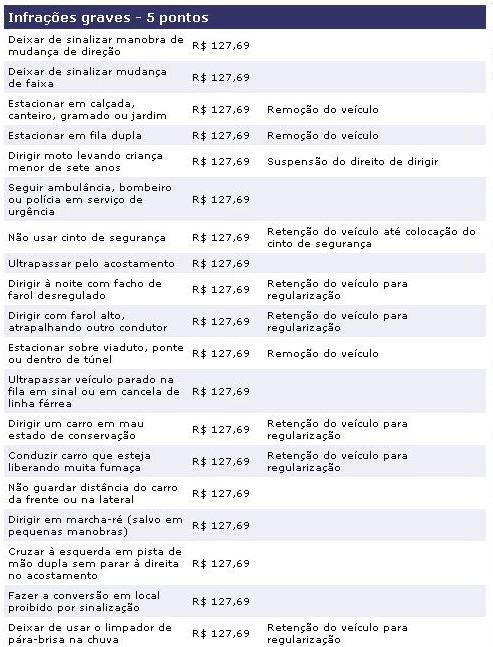 Infrações graves - 5 pontos
Deixar de sinalizar manobra de
mudança de direção
R$ 127,69
Deixar de sinalizar mudança
de faixa
R$ 127,69
Estacionar em calçada,
canteiro, gramado ou jardim
R$ 127,69
Remoção do veículo
Estacionar em fila dupla
R$ 127,69
Remoção do veículo
Dirigir moto levando criança
menor de sete anos
R$ 127,69
Suspensão do direito de dirigir
Seguir ambulância, bombeiro
ou polícia em serviço de
urgência
R$ 127,69
Não usar cinto de segurança
R$ 127,69
Retenção do veículo até colocação do
cinto de segurança
Ultrapassar pelo acostamento
R$ 127,69
Dirigir à noite com facho de
farol desregulado
R$ 127,69
Retenção do veículo para
regularização
Dirigir com farol alto,
atrapalhando outro condutor
R$ 127,69
Retenção do veículo para
regularização
Estacionar sobre viaduto, ponte
ou dentro de túnel
R$ 127,69
Remoção do veículo
Ultrapassar veículo parado na
fila em sinal ou em cancela de
linha férrea
R$ 127,69
Dirigir um carro em mau
estado de conservação
R$ 127,69
Retenção do veículo para
regularização
Conduzir carro que esteja
liberando muita fumaça
R$ 127,69
Retenção do veículo para
regularização
Não guardar distância do carro
da frente ou na lateral
R$ 127,69
Dirigir em marcha-ré (salvo em
pequenas manobras)
R$ 127,69
Cruzar à esquerda em pista de
mão dupla sem parar à direita
no acostamento
R$ 127,69
Fazer a conversão em local
proibido por sinalização
R$ 127,69
Deixar de usar o limpador de
pára-brisa na chuva
R$ 127,69
Retenção do veículo para
regularização